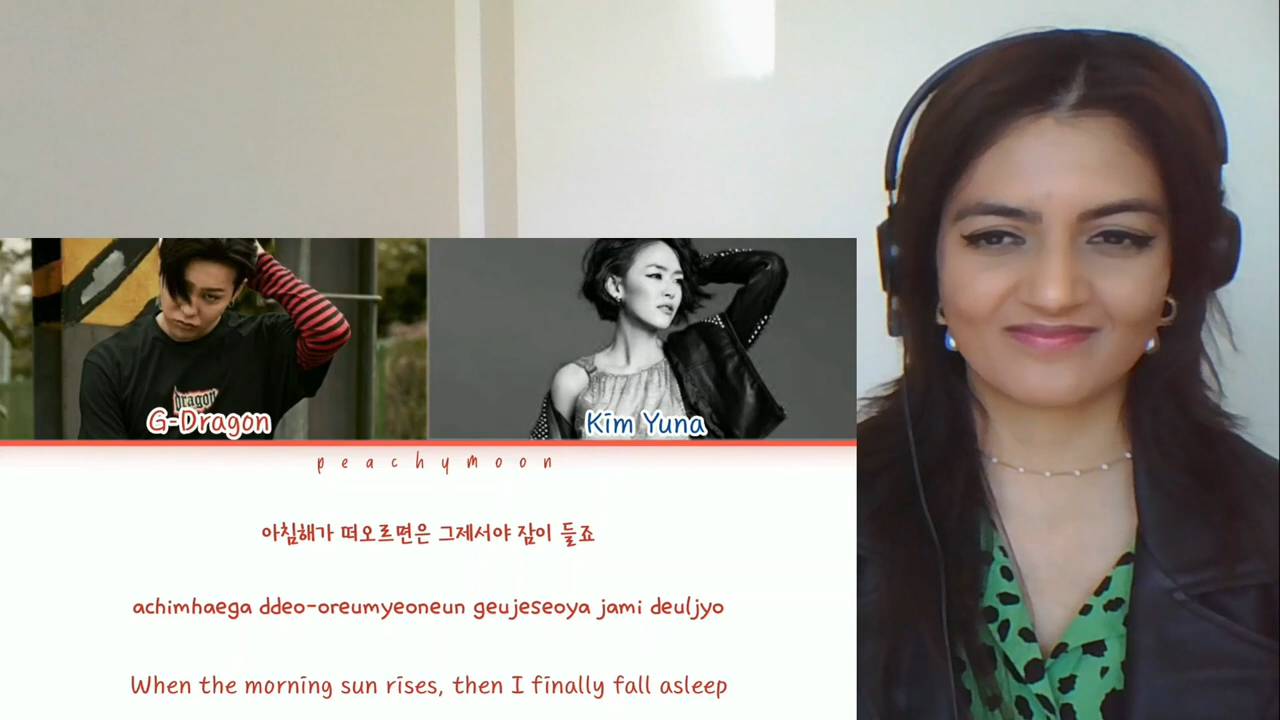 dragon
G-Dragon
Kim Yuna
peachymoon
아침해가 떠오르면은 그제서야 잠이 들죠
achimhaega ddeo-oreumyeoneun geujeseoya jami deuljyo
When the morning sun rises, then I finally fall asleep